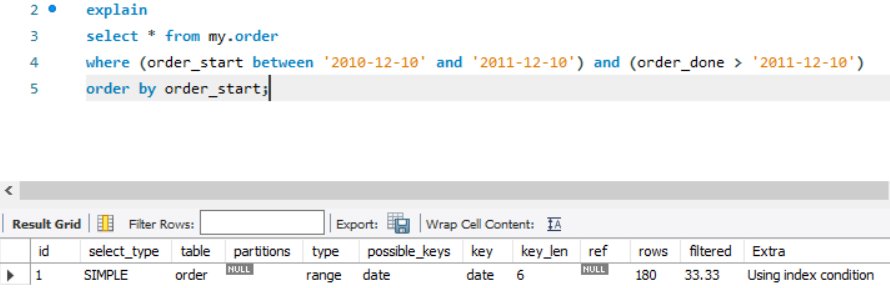 2 explain
3 select * from my.order
4 where (order_start between '2010-12-10' and '2011-12-10') and (order_done > '2011-12-10')
5 order by order_start;
<
Result Grid Filter Rows: Export: Wrap Cell Content: IA
id select_type table partitions type possible_keys key key_len ref rows filtered Extra
1 SIMPLE order NULL range date date 6 NULL 180 33.33 Using index condition